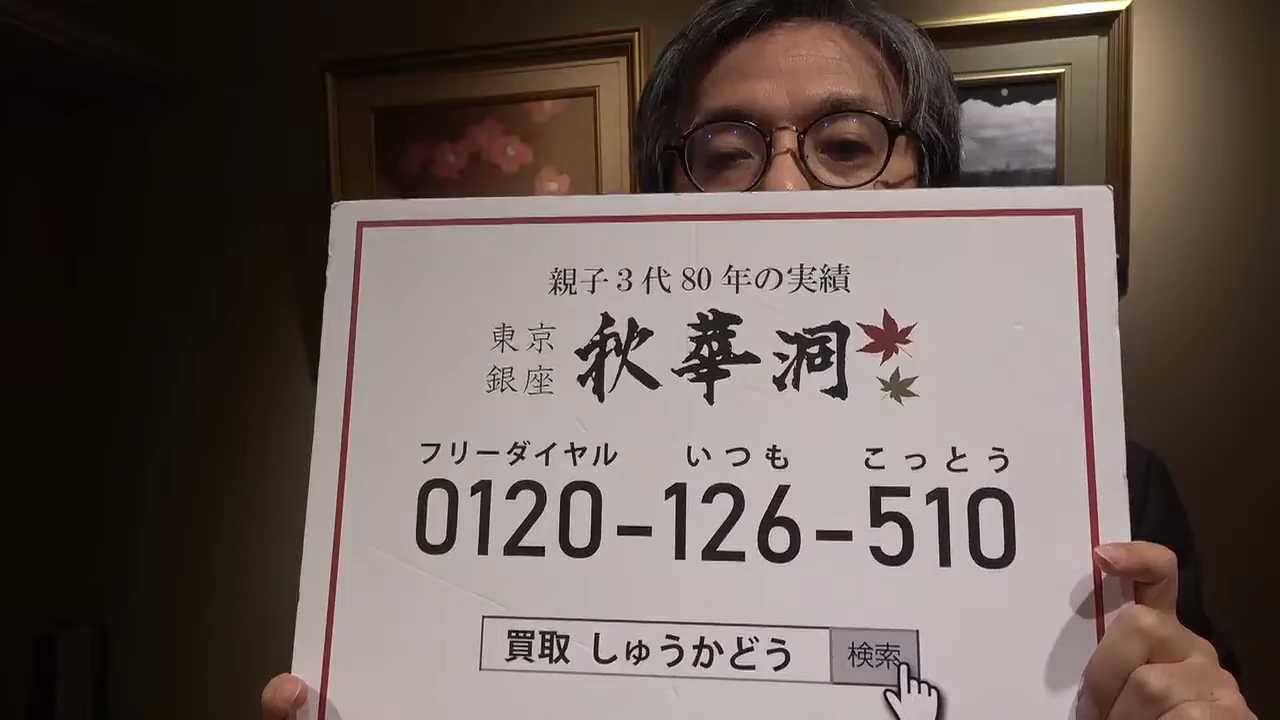 親子3代80年の実績
東京
銀座
秋華洞
フリーダイヤル いつも こっとう
0120-126-510
買取 しゅうかどう 検索